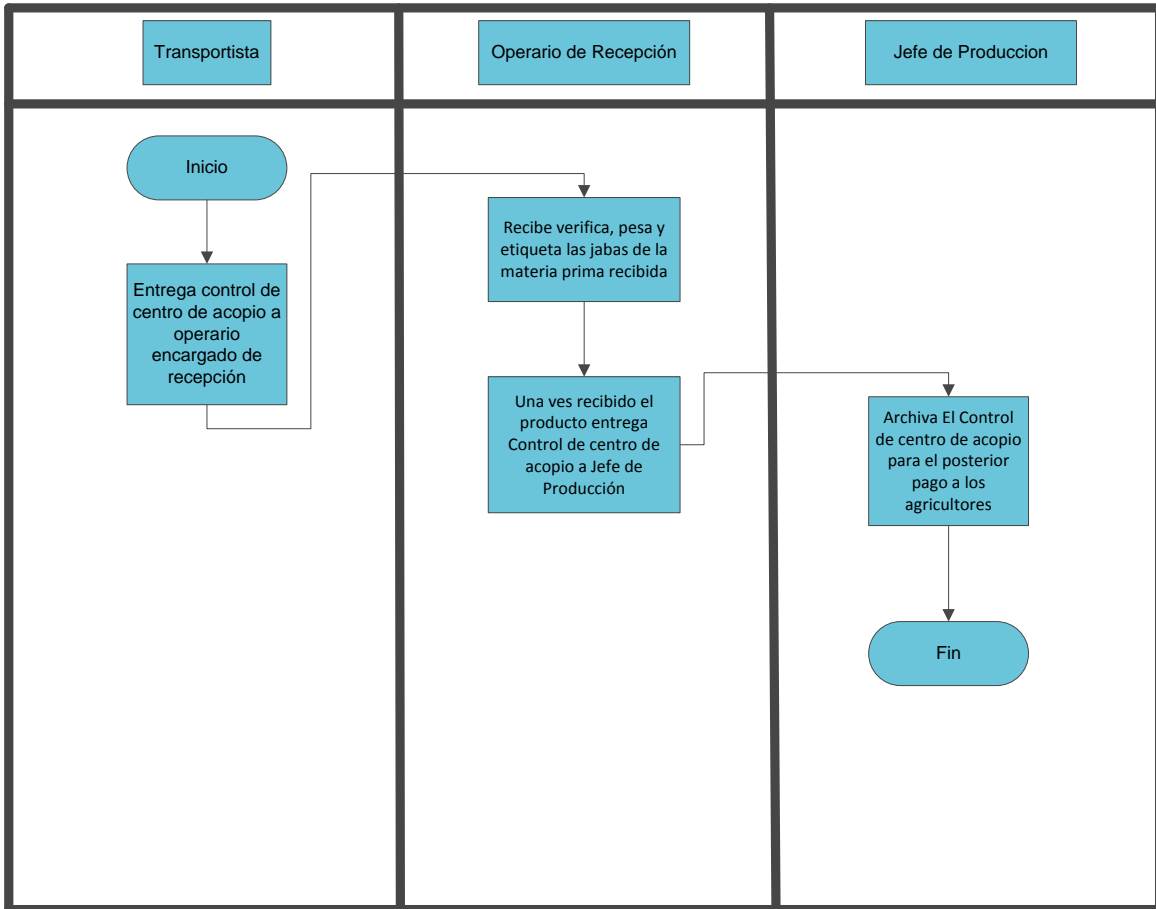 Transportista
Operario de Recepción
Jefe de Produccion
Inicio
Entrega control de
centro de acopio a
operario
encargado de
recepción
Recibe verifica, pesa y
etiqueta las jabas de la
materia prima recibida
Una ves recibido el
producto entrega
Control de centro de
acopio a Jefe de
Producción
Archiva El Control
de centro de acopio
para el posterior
pago a los
agricultores
Fin